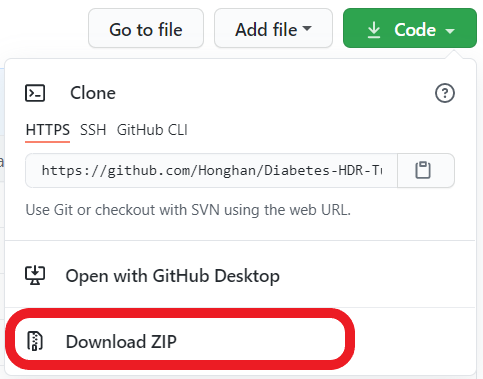 Go to file Add file Code
Clone
HTTPS SSH GitHub CLI
https://github.com/Honghan/Diabetes-HDR-Tu
Use Git or checkout with SVN using the web URL.
Open with GitHub Desktop
Download ZIP